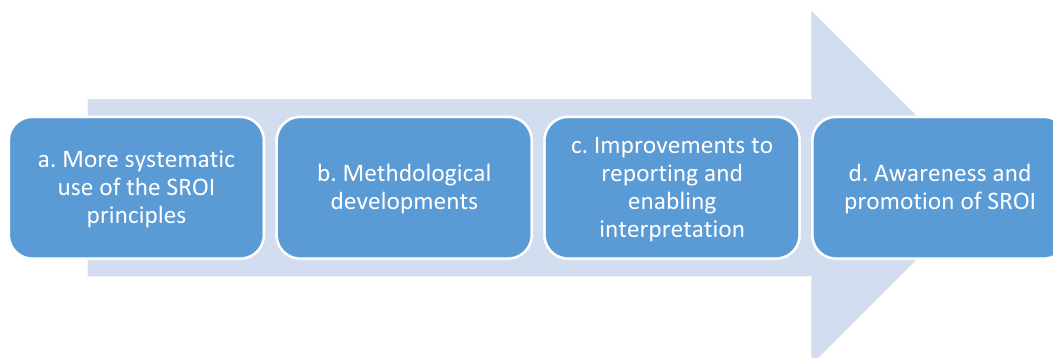 a. More systematic
use of the SROI
principles
b. Methdological
developments
c. Improvements to
reporting and
enabling
interpretation
d. Awareness and
promotion of SROI